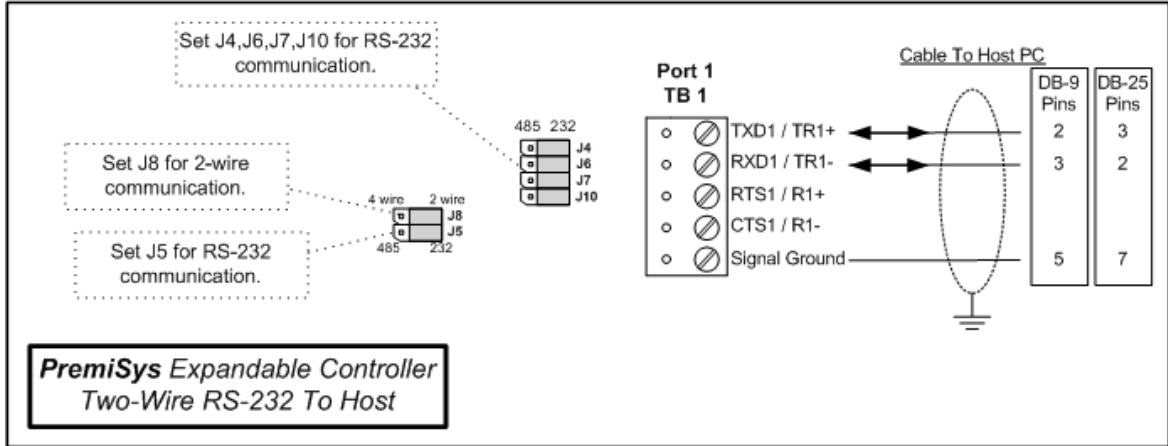 Set J4,J6,J7,J10 for RS-232
communication.
Set J8 for 2-wire
communication.
Set J5 for RS-232
communication.
485 232
J4
J6
J7
J10
4 wire 2 wire
J8
J5
485 232
Port 1
TB 1
Cable To Host PC
DB-9 DB-25
Pins Pins
TXD1 / TR1+ 2 3
RXD1 / TR1- 3 2
RTS1 / R1+
CTS1 / R1-
Signal Ground 5 7
PremiSys Expandable Controller
Two-Wire RS-232 To Host